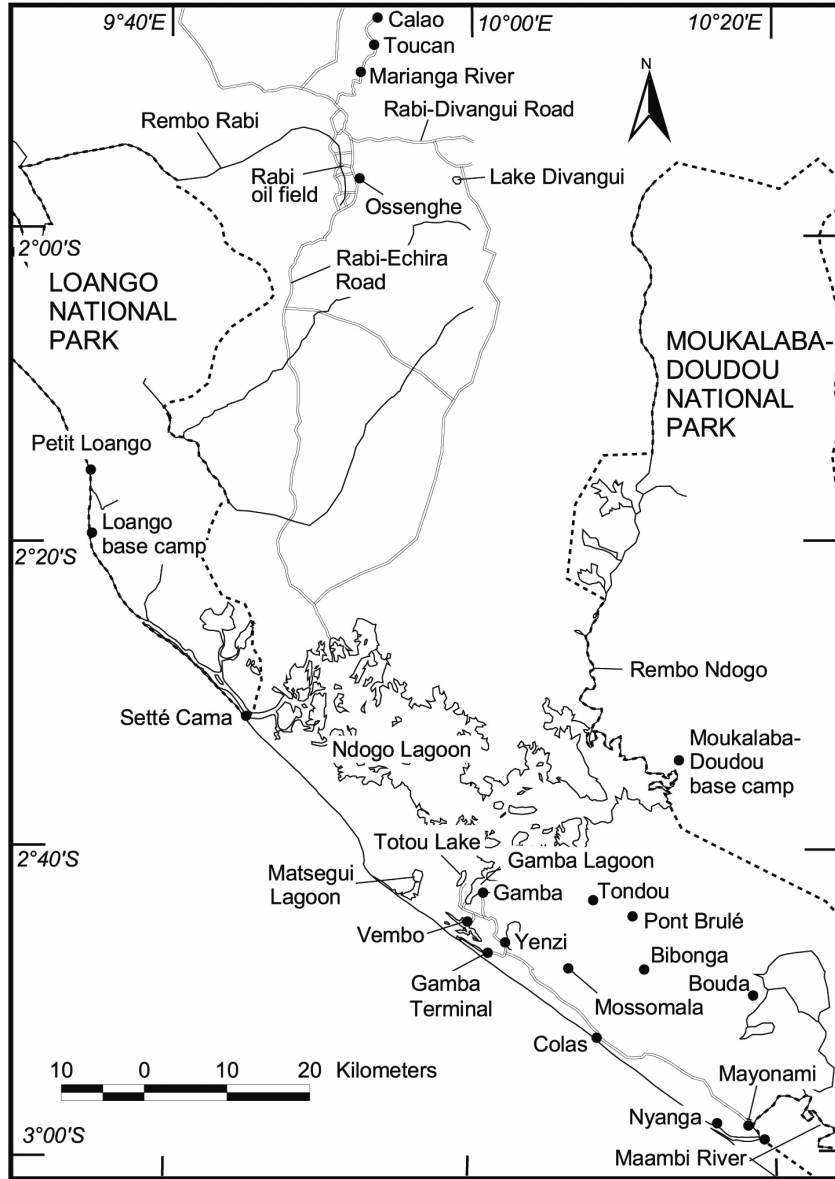 9°40'E
10°00'E
10°20'E
Calao
Toucan
Marianga River
N
Rabi-Divangui Road
Rembo Rabi
Rabi
oil field
Lake Divangui
Ossenghe
2°00'S
Rabi-Echira
Road
LOANGO
NATIONAL
PARK
MOUKALABA-
DOUDOU
NATIONAL
PARK
Petit Loango
Loango
base camp
2°20'S
Rembo Ndogo
Setté Cama
Ndogo Lagoon
Moukalaba-
Doudou
base camp
2°40'S
Totou Lake
Gamba Lagoon
Matsegui
Lagoon
Gamba
Tondou
Pont Brulé
Vembo
Yenzi
Bibonga
Gamba
Terminal
Bouda
Mossomala
Colas
10 0 10 20 Kilometers
Mayonami
Nyanga
3°00'S
Maambi River